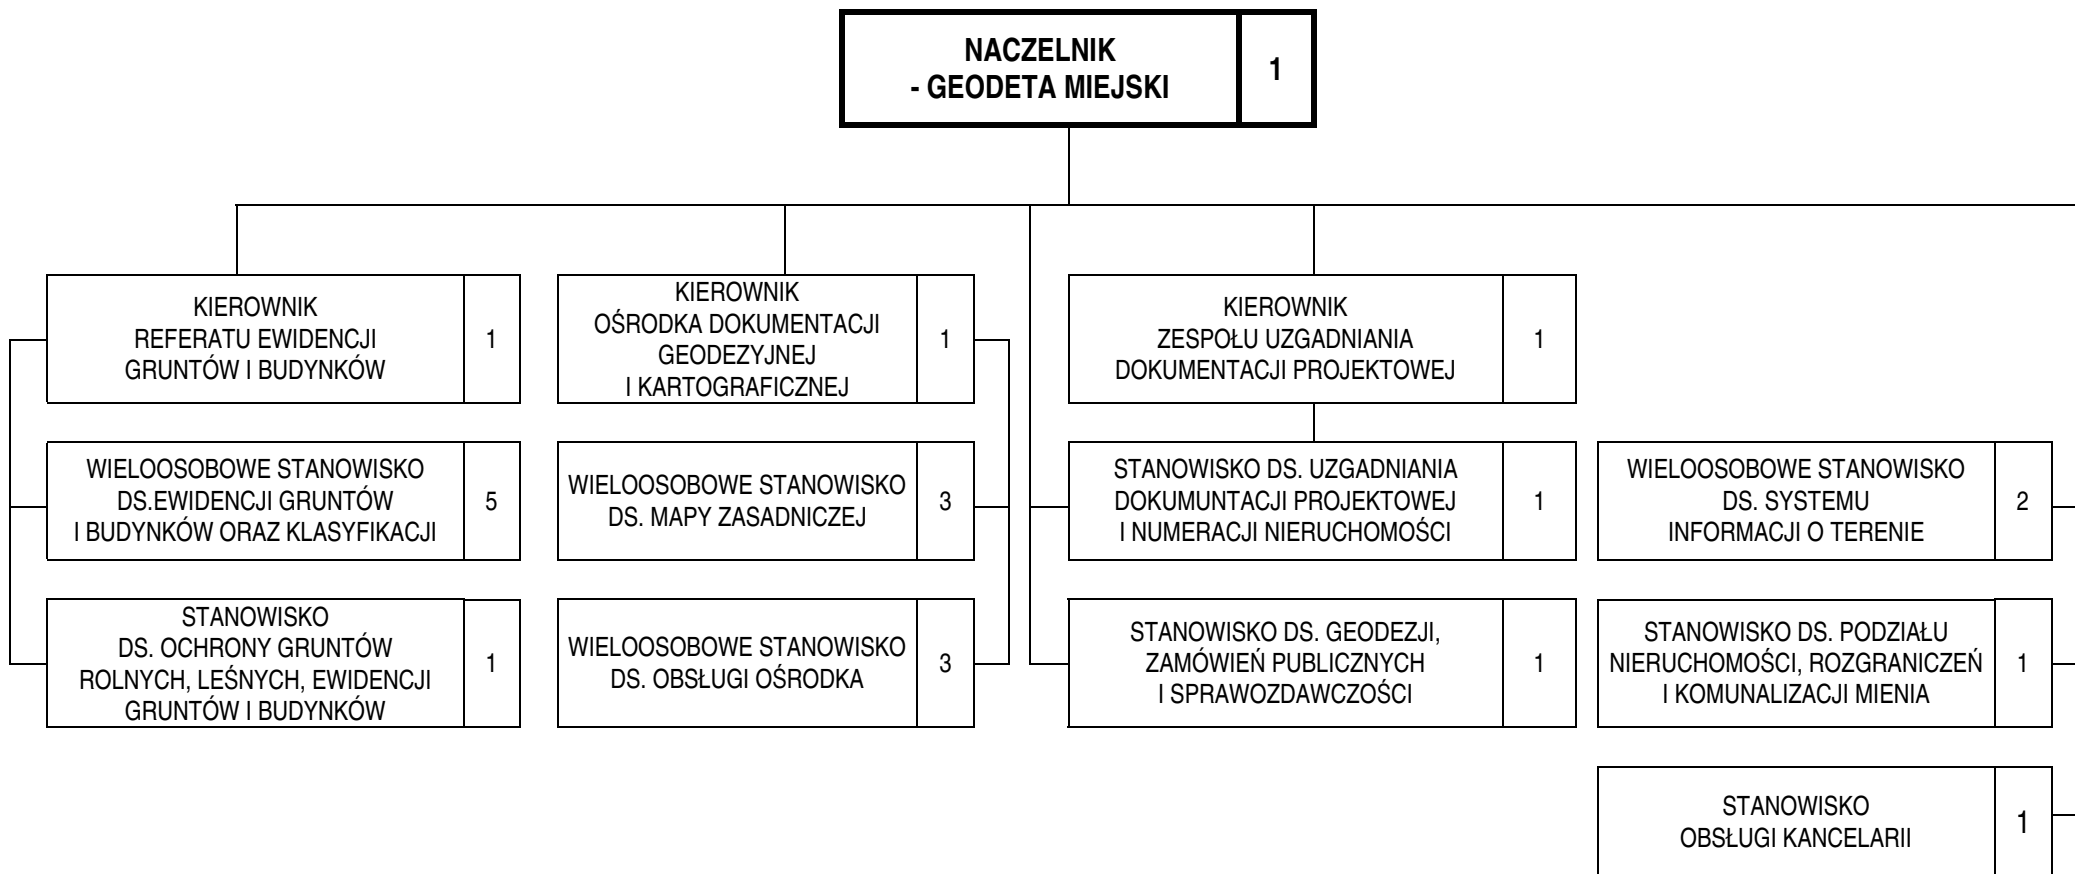 NACZELNIK
- GEODETA MIEJSKI
1
KIEROWNIK
REFERATU EWIDENCJI
GRUNTÓW I BUDYNKÓW
1
KIEROWNIK
OŚRODKA DOKUMENTACJI
GEODEZYJNEJ
I KARTOGRAFICZNEJ
1
KIEROWNIK
ZESPOŁU UZGADNIANIA
DOKUMENTACJI PROJEKTOWEJ
1
WIELOOSOBOWE STANOWISKO
DS.EWIDENCJI GRUNTÓW
I BUDYNKÓW ORAZ KLASYFIKACJI
5
WIELOOSOBOWE STANOWISKO
DS. MAPY ZASADNICZEJ
3
STANOWISKO DS. UZGADNIANIA
DOKUMUNTACJI PROJEKTOWEJ
I NUMERACJI NIERUCHOMOŚCI
1
WIELOOSOBOWE STANOWISKO
DS. SYSTEMU
INFORMACJI O TERENIE
2
STANOWISKO
DS. OCHRONY GRUNTÓW
ROLNYCH, LEŚNYCH, EWIDENCJI
GRUNTÓW I BUDYNKÓW
1
WIELOOSOBOWE STANOWISKO
DS. OBSŁUGI OŚRODKA
3
STANOWISKO DS. GEODEZJI,
ZAMÓWIEŃ PUBLICZNYCH
I SPRAWOZDAWCZOŚCI
1
STANOWISKO DS. PODZIAŁU
NIERUCHOMOŚCI, ROZGRANICZEŃ
I KOMUNALIZACJI MIENIA
1
STANOWISKO
OBSŁUGI KANCELARII
1